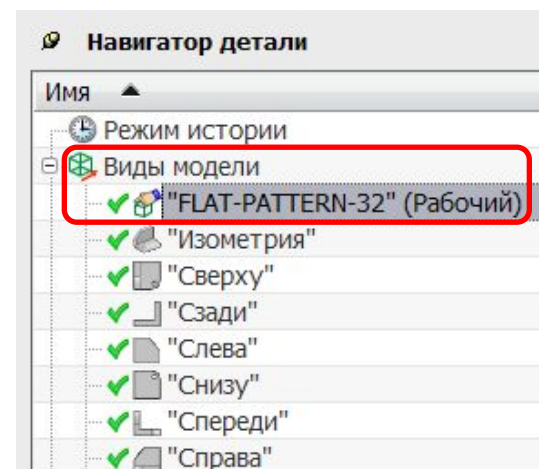 Навигатор детали
Имя
Режим истории
Виды модели
"FLAT-PATTERN-32" (Рабочий)
"Изометрия"
"Сверху"
"Сзади"
"Слева"
"Снизу"
"Спереди"
"Справа"